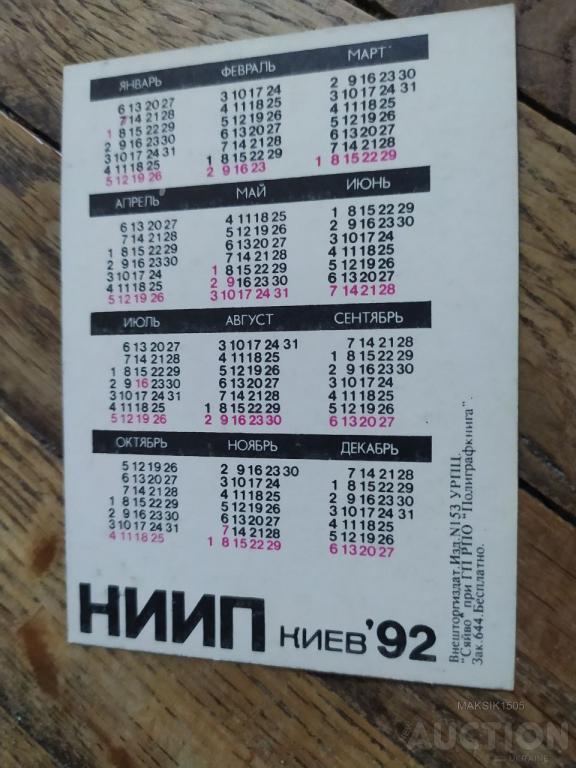 ЯНВАРЬ ФЕВРАЛЬ МАРТ
6 13 20 27 3 10 17 24 2 9 16 23 30
7 14 21 28 4 11 18 25 3 10 17 24 31
1 8 15 22 29 5 12 19 26 4 11 18 25
2 9 16 23 30 6 13 20 27 5 12 19 26
3 10 17 24 31 7 14 21 28 6 13 20 27
4 11 18 25 1 8 15 22 29 7 14 21 28
5 12 19 26 2 9 16 23 1 8 15 22 29
АПРЕЛЬ МАЙ ИЮНЬ
6 13 20 27 4 11 18 25 1 8 15 22 29
7 14 21 28 5 12 19 26 2 9 16 23 30
1 8 15 22 29 6 13 20 27 3 10 17 24
2 9 16 23 30 7 14 21 28 4 11 18 25
3 10 17 24 1 8 15 22 29 5 12 19 26
4 11 18 25 2 9 16 23 30 6 13 20 27
5 12 19 26 3 10 17 24 31 7 14 21 28
ИЮЛЬ АВГУСТ СЕНТЯБРЬ
6 13 20 27 3 10 17 24 31 7 14 21 28
7 14 21 28 4 11 18 25 1 8 15 22 29
1 8 15 22 29 5 12 19 26 2 9 16 23 30
2 9 16 23 30 6 13 20 27 3 10 17 24
3 10 17 24 31 7 14 21 28 4 11 18 25
4 11 18 25 1 8 15 22 29 5 12 19 26
5 12 19 26 2 9 16 23 30 6 13 20 27
ОКТЯБРЬ НОЯБРЬ ДЕКАБРЬ
5 12 19 26 2 9 16 23 30 7 14 21 28
6 13 20 27 3 10 17 24 1 8 15 22 29
7 14 21 28 4 11 18 25 2 9 16 23 30
1 8 15 22 29 5 12 19 26 3 10 17 24 31
2 9 16 23 30 6 13 20 27 4 11 18 25
3 10 17 24 31 7 14 21 28 5 12 19 26
4 11 18 25 1 8 15 22 29 6 13 20 27
НИИП КИЕВ '92
Внешторгиздат.Изд.N153 УРПЦ.
"Сяйво" при ГП РПО "Полиграфкнига".
Зак.644.Бесплатно.
MAKSIK1505
AUCTION
UKRAINE